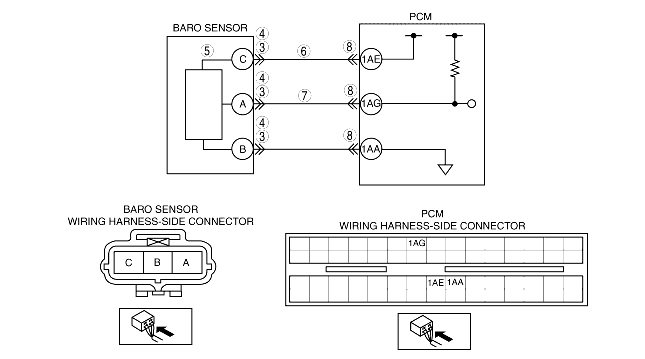 BARO SENSOR
PCM
5
C
4
3
6
8
1AE
A
4
3
7
8
1AG
B
4
3
8
1AA
BARO SENSOR
WIRING HARNESS-SIDE CONNECTOR
C B A
PCM
WIRING HARNESS-SIDE CONNECTOR
1AG
1AE 1AA